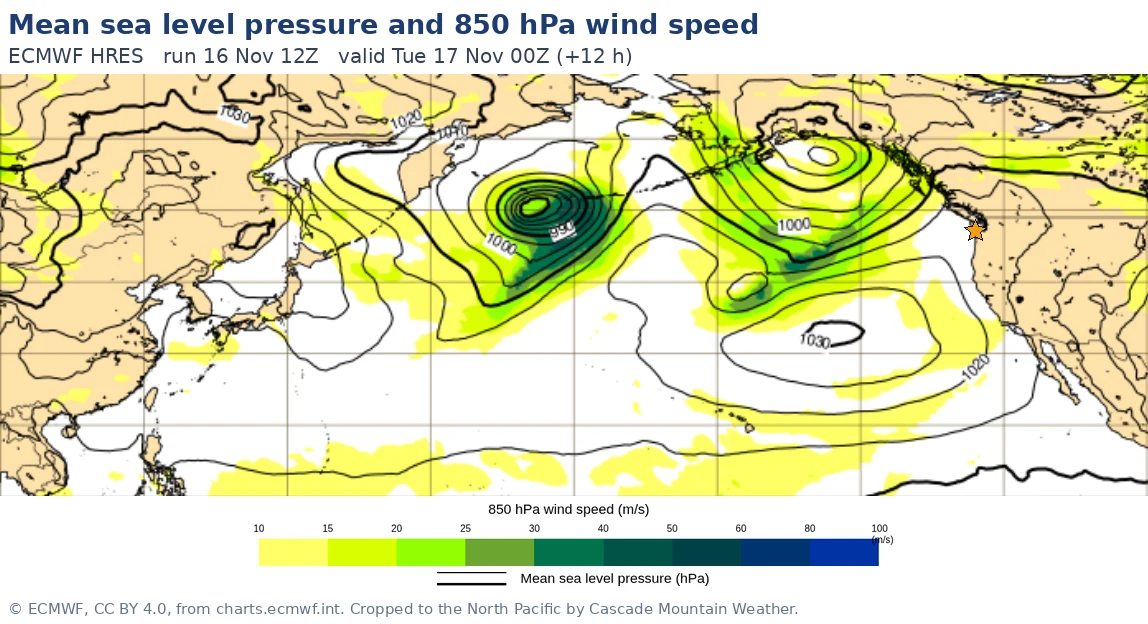 Mean sea level pressure and 850 hPa wind speed
ECMWF HRES run 16 Nov 12Z valid Tue 17 Nov 00Z (+12 h)
1030
1020
1010
990
1000
1000
1030
1020
850 hPa wind speed (m/s)
10 15 20 25 30 40 50 60 80 100
(m/s)
Mean sea level pressure (hPa)
© ECMWF, CC BY 4.0, from charts.ecmwf.int. Cropped to the North Pacific by Cascade Mountain Weather.